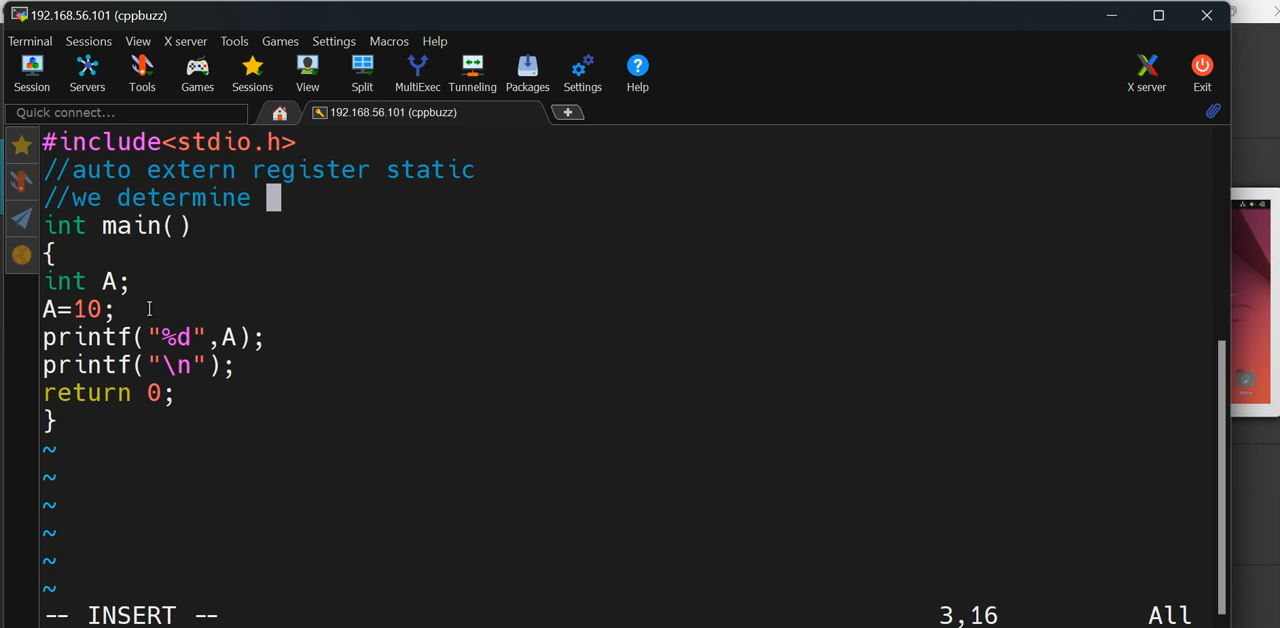 192.168.56.101 (cppbuzz)
Terminal Sessions View X server Tools Games Settings Macros Help
Session Servers Tools Games Sessions View Split MultiExec Tunneling Packages Settings Help X server Exit
Quick connect... 192.168.56.101 (cppbuzz)
#include<stdio.h>
//auto extern register static
//we determine
int main()
{
int A;
A=10;
printf("%d",A);
printf("\n");
return 0;
}
~
~
~
~
~
~
-- INSERT -- 3,16 All